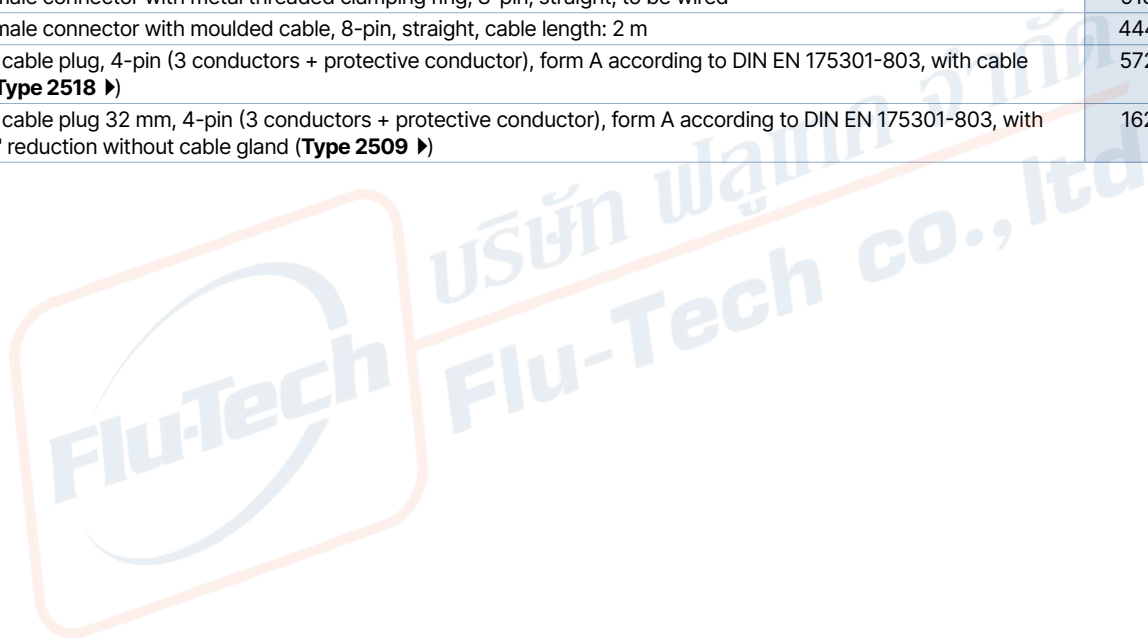 male connector with moulded cable, 8-pin, straight, cable length: 2 m 444
cable plug, 4-pin (3 conductors + protective conductor), form A according to DIN EN 175301-803, with cable 572
Type 2518 ▶)
cable plug 32 mm, 4-pin (3 conductors + protective conductor), form A according to DIN EN 175301-803, with 162
reduction without cable gland (Type 2509 ▶)
บริษัท ฟลูเทค จำกัด
Flu-Tech co.,ltd
Flu-Tech